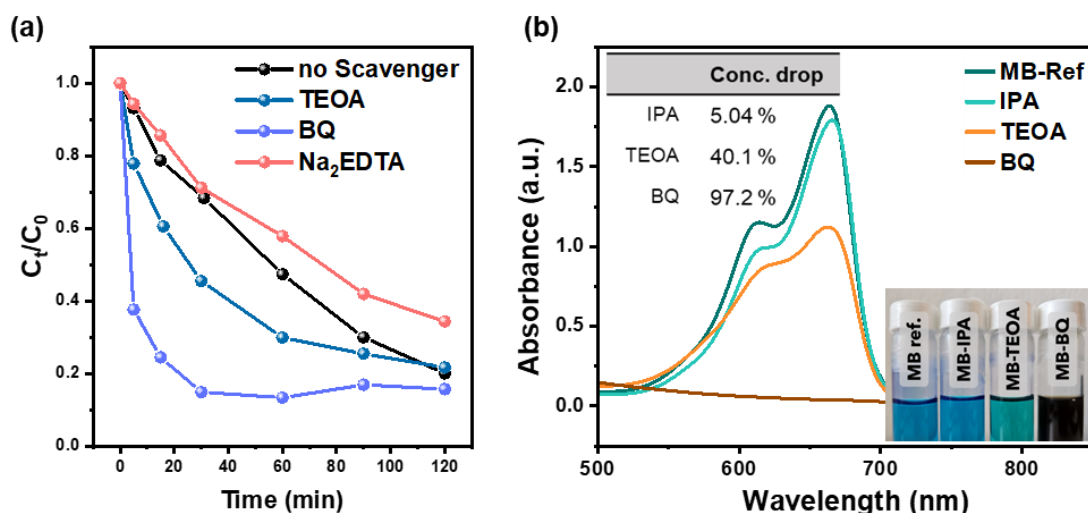 (a)
no Scavenger
TEOA
BQ
Na₂EDTA
1.0
0.8
0.6
0.4
0.2
0.0
Cₜ/C₀
0 20 40 60 80 100 120
Time (min)
(b)
Conc. drop
IPA 5.04 %
TEOA 40.1 %
BQ 97.2 %
MB-Ref
IPA
TEOA
BQ
2.0
1.5
1.0
0.5
0.0
Absorbance (a.u.)
MB ref.
MB-IPA
MB-TEOA
MB-BQ
500 600 700 800
Wavelength (nm)